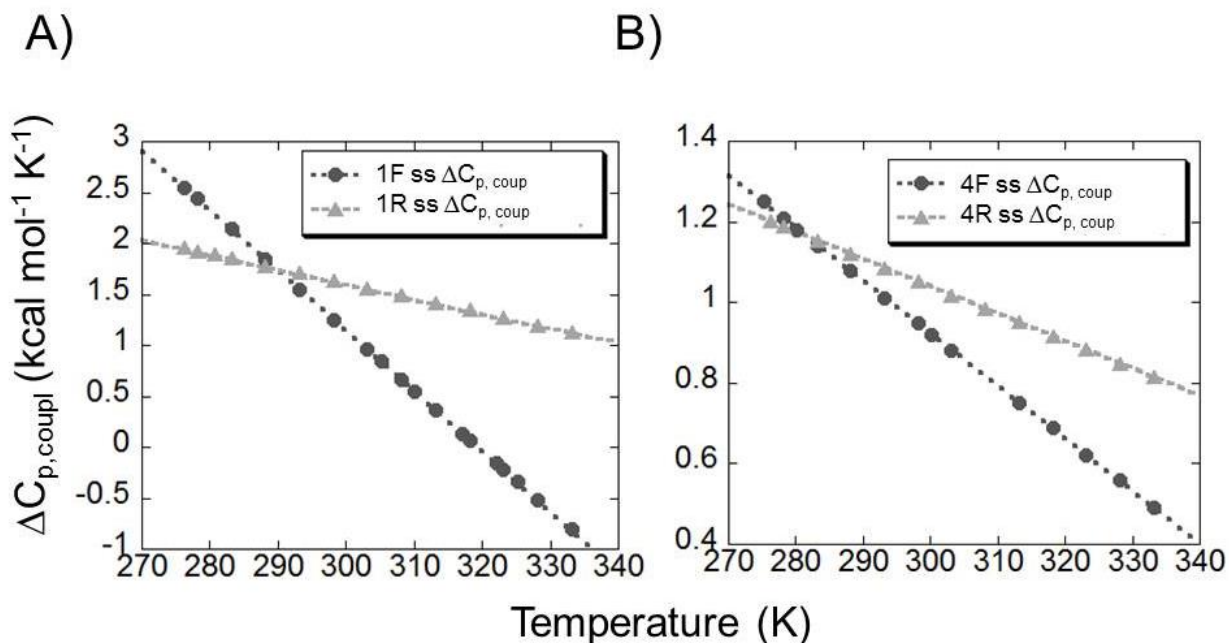 A)
B)
ΔCp,coupl (kcal mol-1 K-1)
3
2.5
2
1.5
1
0.5
0
-0.5
-1
1F ss ΔCp, coup
1R ss ΔCp, coup
270 280 290 300 310 320 330 340
1.4
1.2
1
0.8
0.6
0.4
4F ss ΔCp, coup
4R ss ΔCp, coup
270 280 290 300 310 320 330 340
Temperature (K)